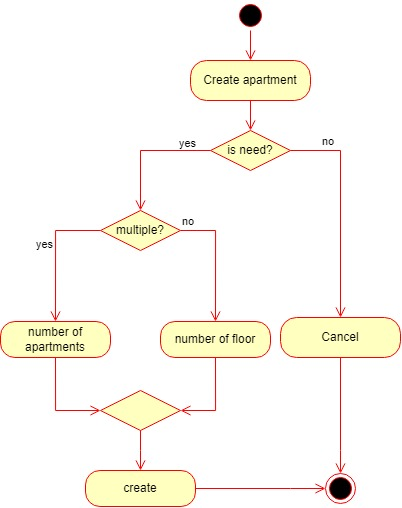 Create apartment
yes
is need?
no
yes
multiple?
no
number of
apartments
number of floor
Cancel
create